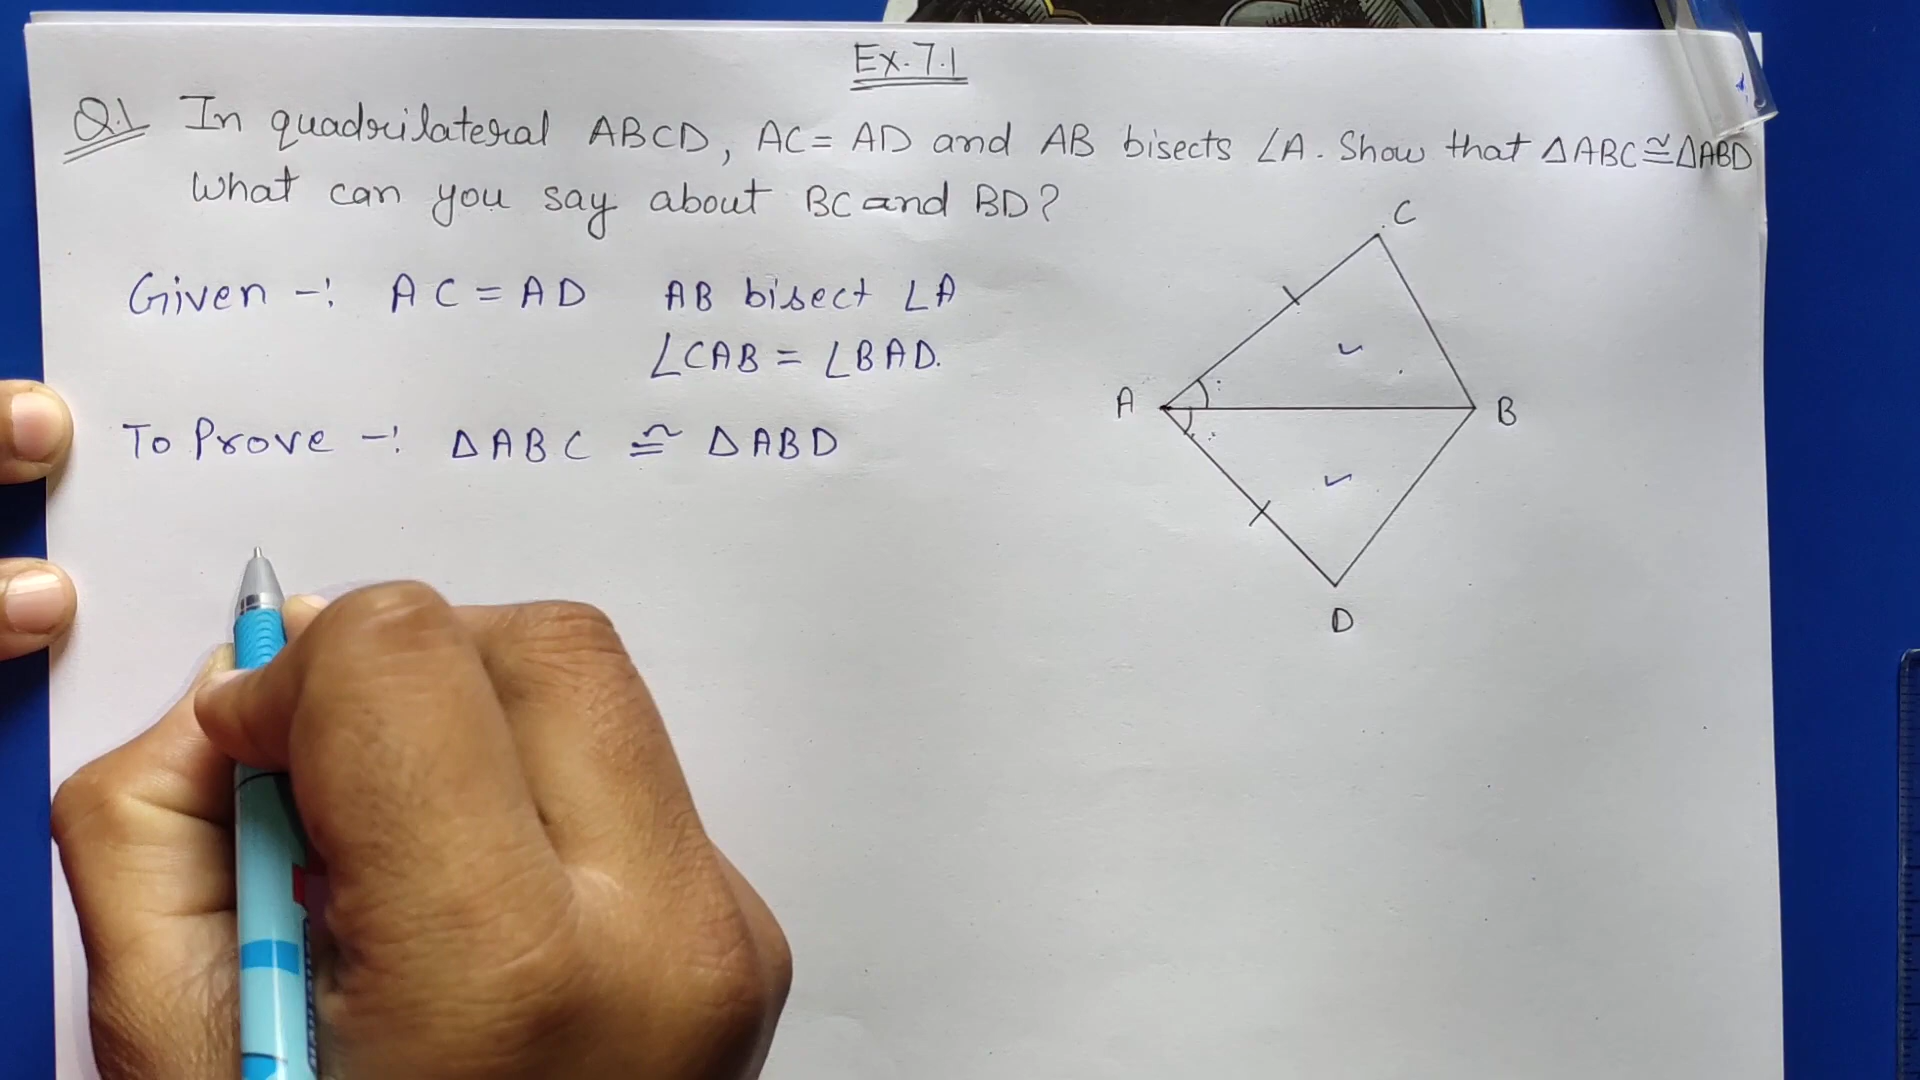 Ex. 7.1
Q.1 In quadrilateral ABCD, AC = AD and AB bisects ∠A. Show that ΔABC ≅ ΔABD
What can you say about BC and BD?
Given -: AC = AD AB bisect ∠A
∠CAB = ∠BAD.
To Prove -: ΔABC ≅ ΔABD
C
A
B
D